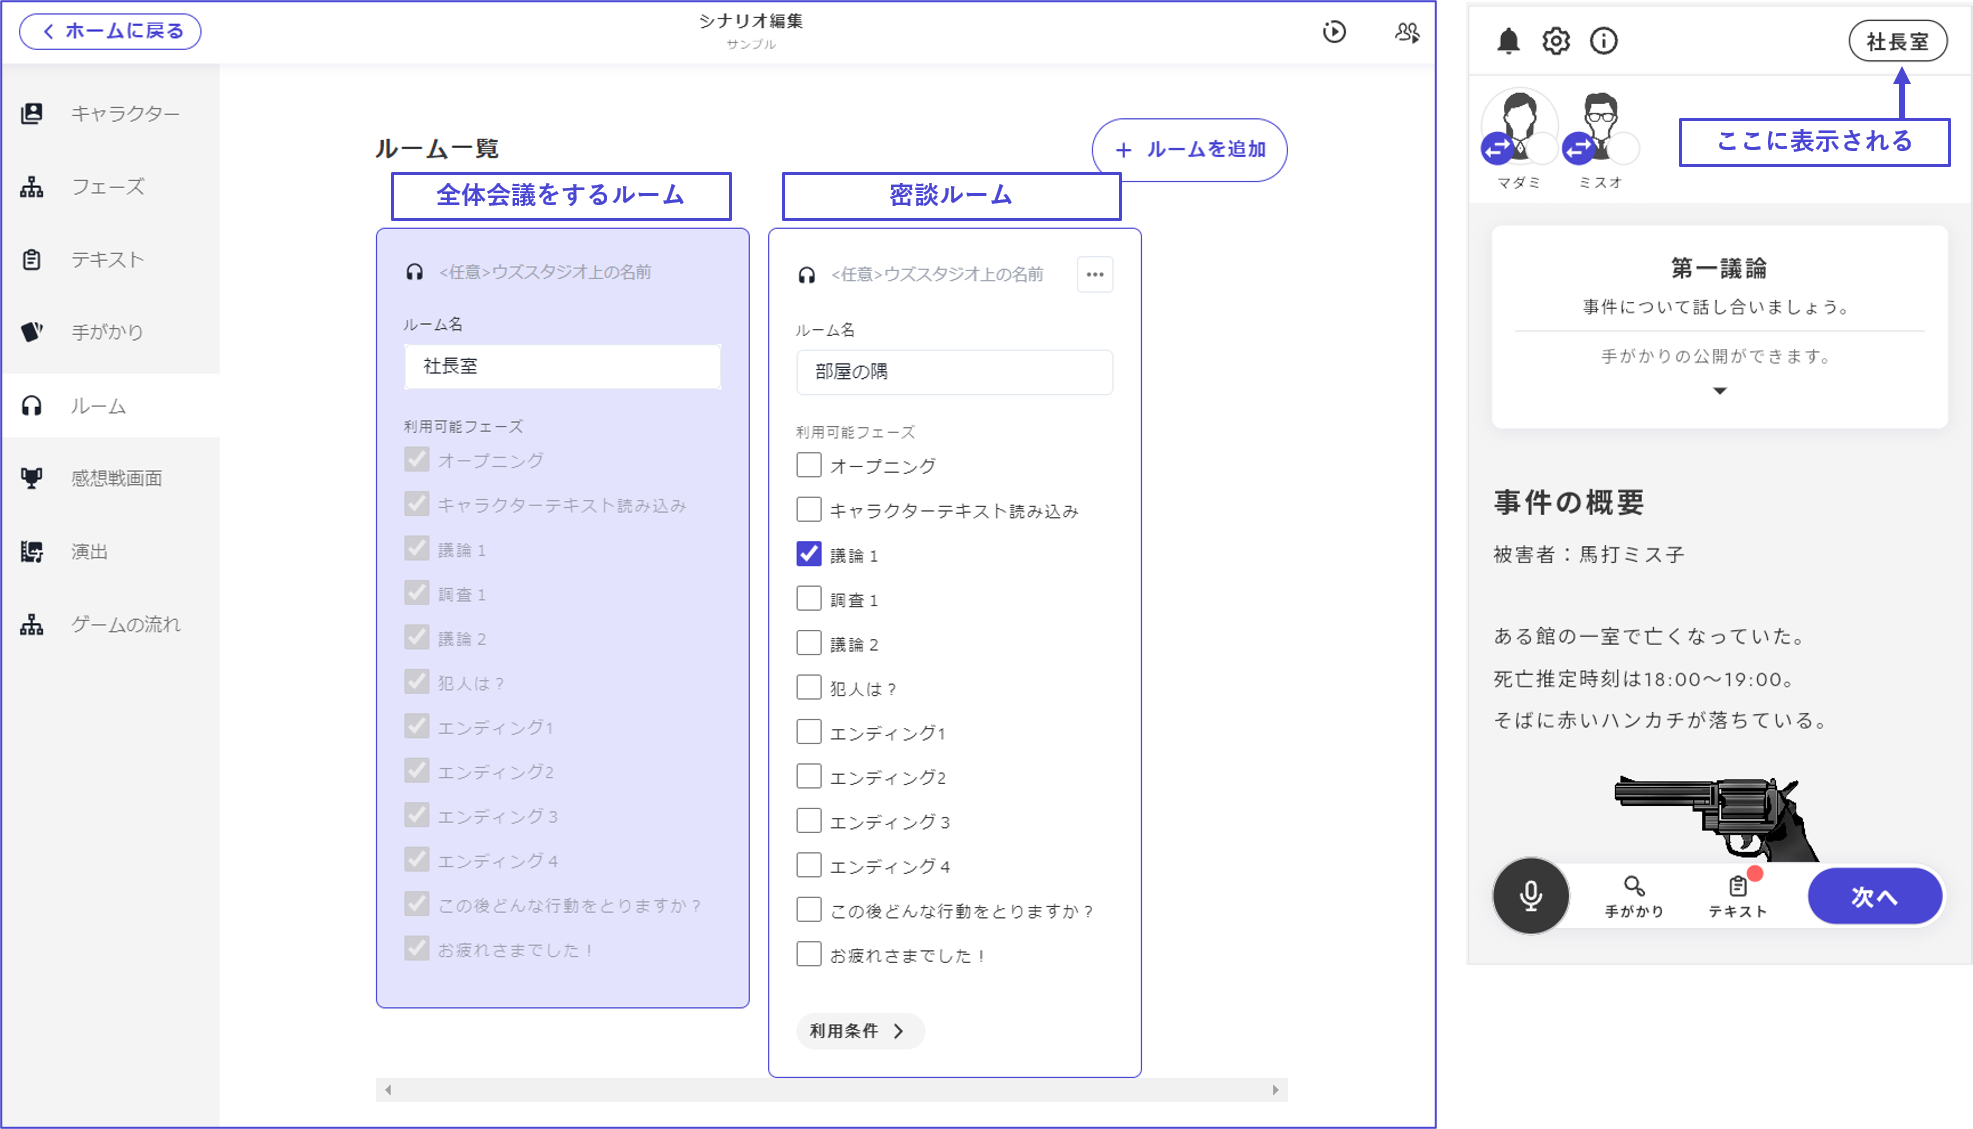 ホームに戻る
シナリオ編集
サンプル
キャラクター
フェーズ
テキスト
手がかり
ルーム
感想戦画面
演出
ゲームの流れ
ルーム一覧
+ ルームを追加
全体会議をするルーム
<任意>ウズスタジオ上の名前
ルーム名
社長室
利用可能フェーズ
オープニング
キャラクターテキスト読み込み
議論1
調査1
議論2
犯人は?
エンディング1
エンディング2
エンディング3
エンディング4
この後どんな行動をとりますか?
お疲れさまでした!
密談ルーム
<任意>ウズスタジオ上の名前
ルーム名
部屋の隅
利用可能フェーズ
オープニング
キャラクターテキスト読み込み
議論1
調査1
議論2
犯人は?
エンディング1
エンディング2
エンディング3
エンディング4
この後どんな行動をとりますか?
お疲れさまでした!
利用条件
社長室
ここに表示される
マダミ
ミスオ
第一議論
事件について話し合いましょう。
手がかりの公開ができます。
事件の概要
被害者:馬打ミス子
ある館の一室で亡くなっていた。
死亡推定時刻は18:00〜19:00。
そばに赤いハンカチが落ちている。
手がかり
テキスト
次へ